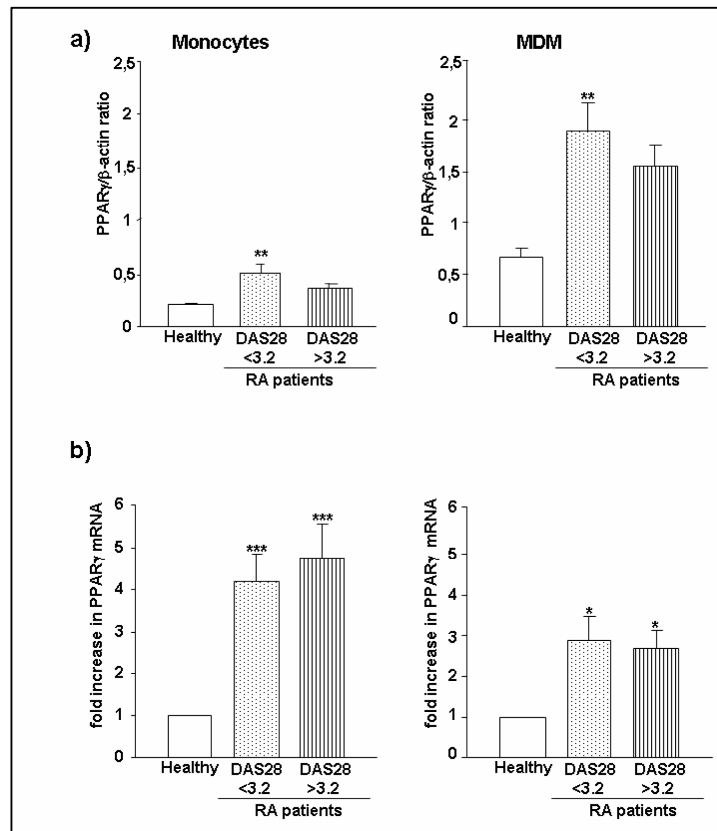 a)
Monocytes
PPARγ/β-actin ratio
2,5
2
1,5
1
0,5
0
**
Healthy
DAS28
<3.2
DAS28
>3.2
RA patients
MDM
PPARγ/β-actin ratio
2,5
2
1,5
1
0,5
0
**
Healthy
DAS28
<3.2
DAS28
>3.2
RA patients
b)
fold increase in PPARγ mRNA
6
5
4
3
2
1
0
***
***
Healthy
DAS28
<3.2
DAS28
>3.2
RA patients
fold increase in PPARγ mRNA
6
5
4
3
2
1
0
*
*
Healthy
DAS28
<3.2
DAS28
>3.2
RA patients